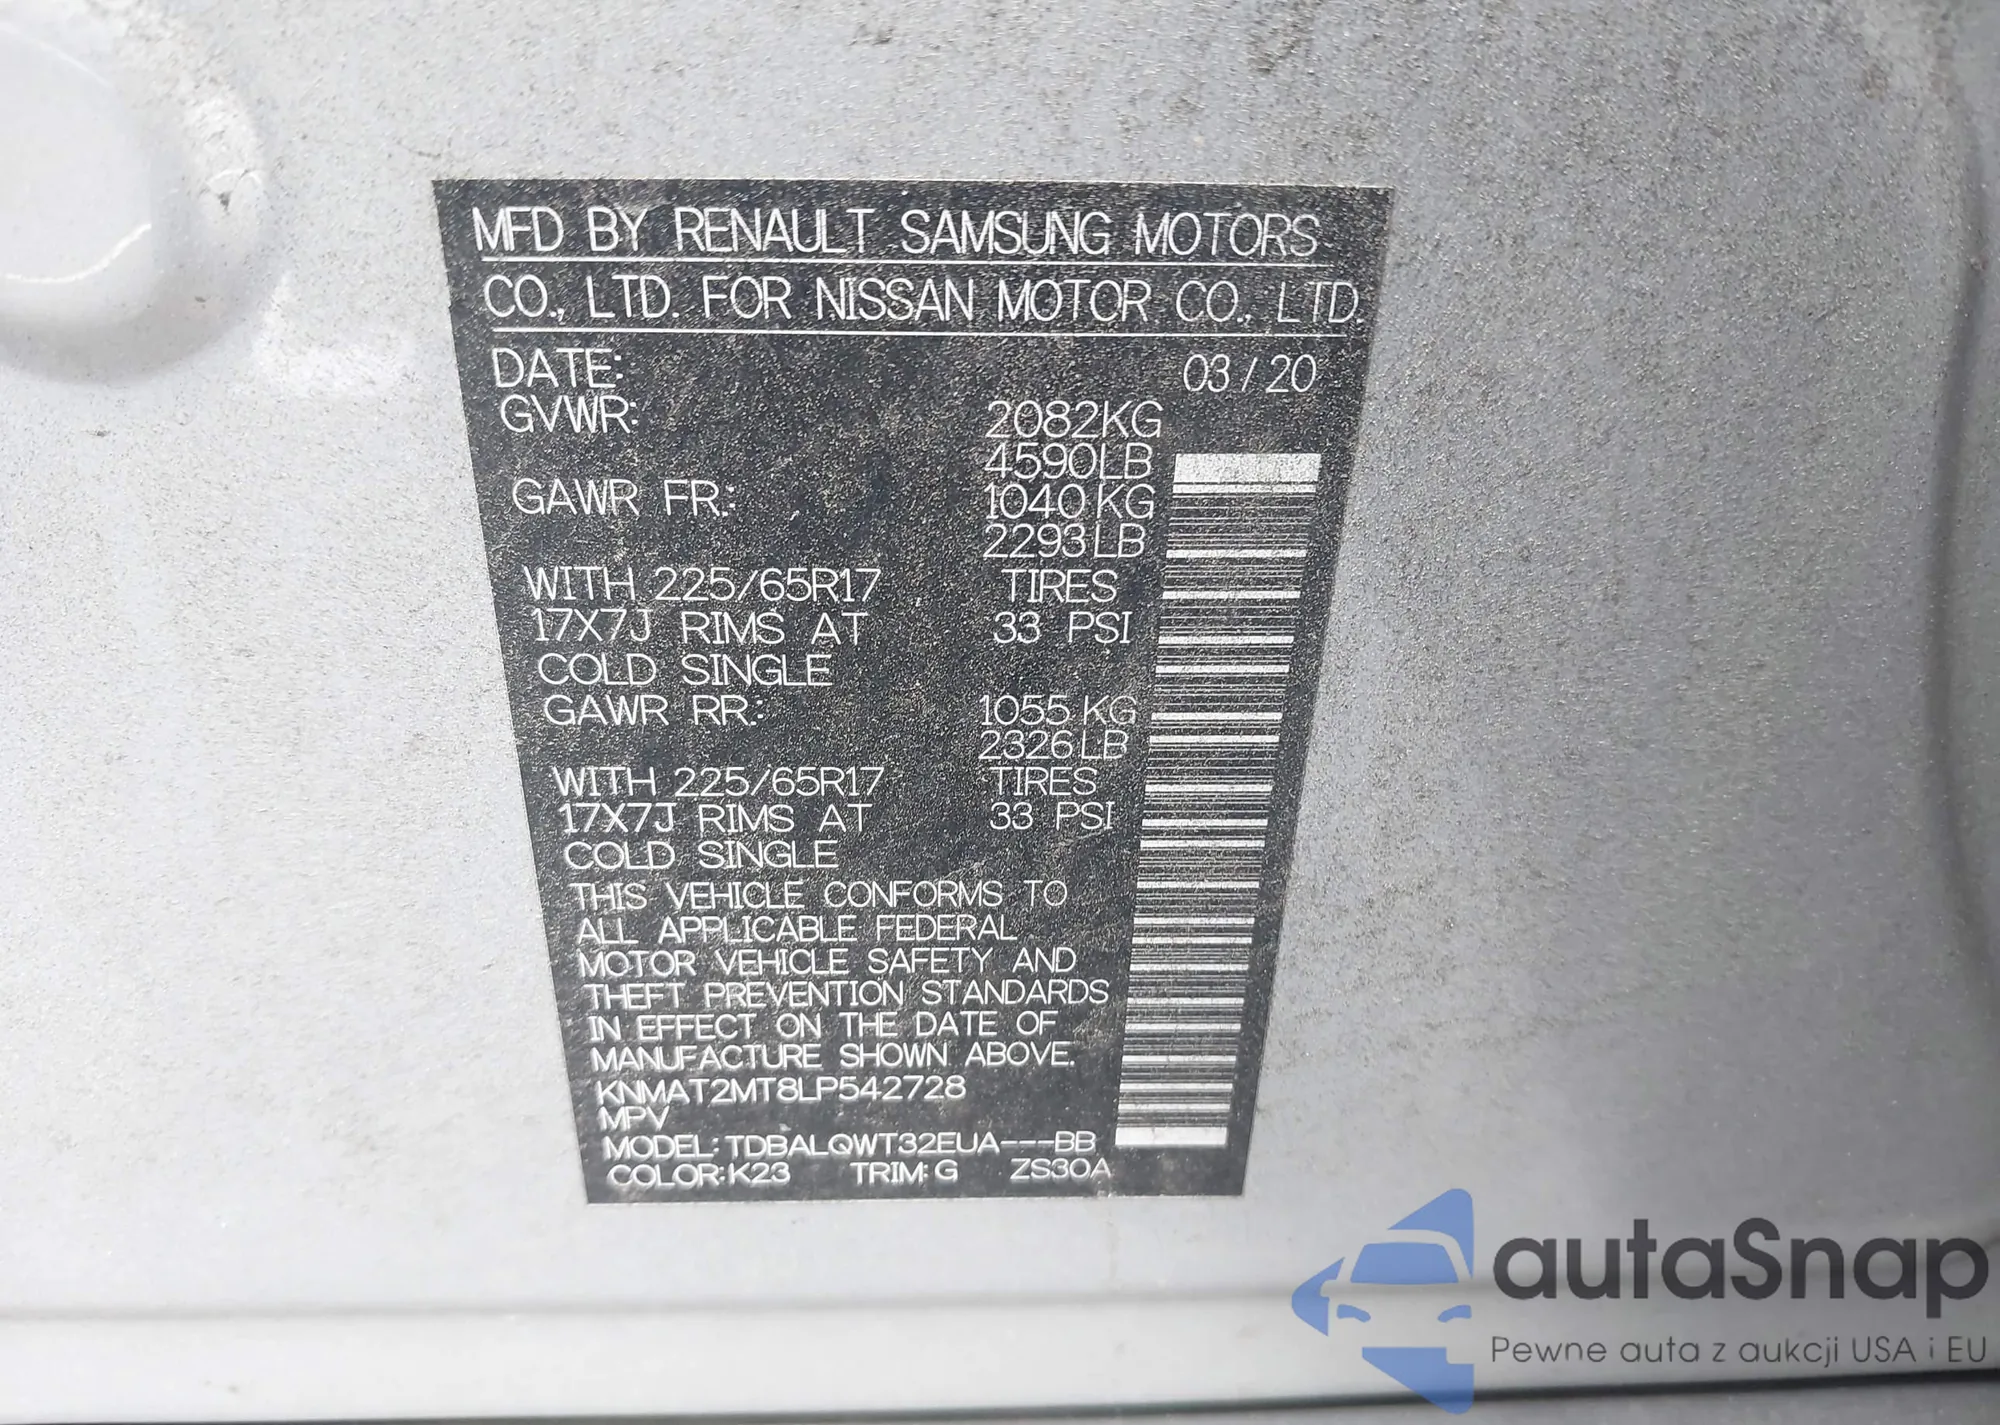 MFD BY RENAULT SAMSUNG MOTORS
CO., LTD. FOR NISSAN MOTOR CO., LTD.
DATE: 03/20
GVWR: 2082KG
4590LB
GAWR FR.: 1040KG
2293LB
WITH 225/65R17 TIRES
17X7J RIMS AT 33 PSI
COLD SINGLE
GAWR RR.: 1055KG
2326LB
WITH 225/65R17 TIRES
17X7J RIMS AT 33 PSI
COLD SINGLE
THIS VEHICLE CONFORMS TO
ALL APPLICABLE FEDERAL
MOTOR VEHICLE SAFETY AND
THEFT PREVENTION STANDARDS
IN EFFECT ON THE DATE OF
MANUFACTURE SHOWN ABOVE.
KNMAT2MT8LP542728
MPV
MODEL: TDBALQWT32EUA---BB
COLOR:K23 TRIM: G ZS30A
autaSnap
Pewne auta z aukcji USA i EU